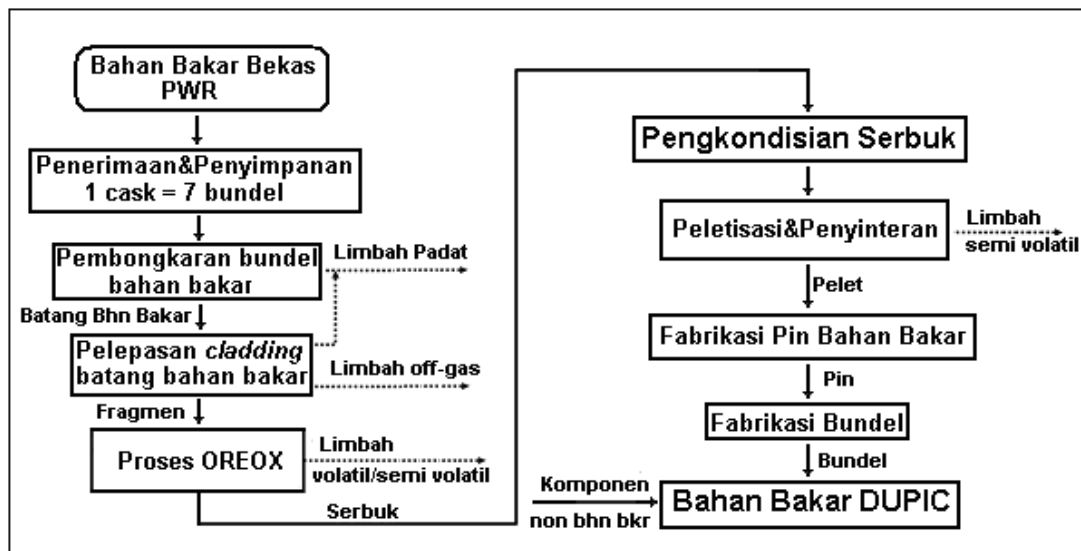 Bahan Bakar Bekas
PWR
Penerimaan&Penyimpanan
1 cask = 7 bundel
Pembongkaran bundel
bahan bakar
Limbah Padat
Batang Bhn Bakar
Pelepasan cladding
batang bahan bakar
Limbah off-gas
Fragmen
Proses OREOX
Limbah
volatil/semi volatil
Serbuk
Pengkondisian Serbuk
Peletisasi&Penyinteran
Limbah
semi volatil
Pelet
Fabrikasi Pin Bahan Bakar
Pin
Fabrikasi Bundel
Bundel
Komponen
non bhn bkr
Bahan Bakar DUPIC